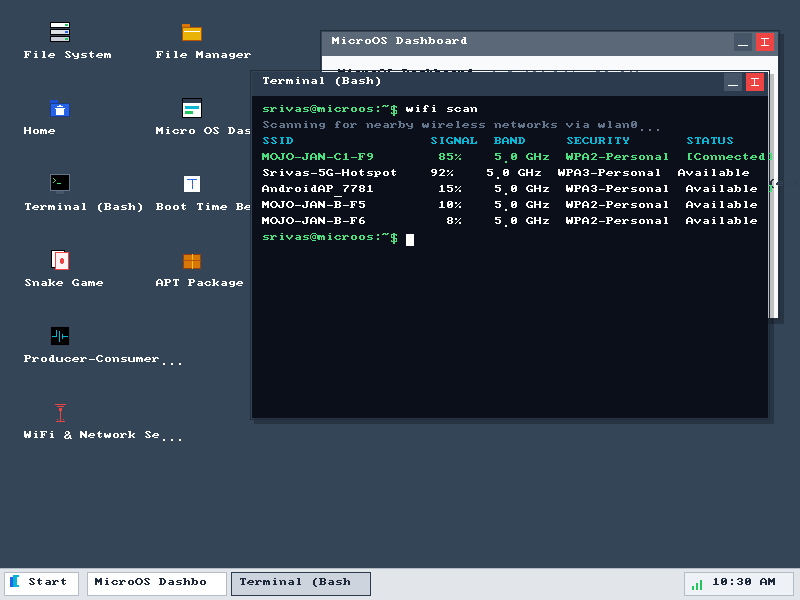 File System
File Manager
Home
Micro OS Das
Terminal (Bash)
Boot Time Be
Snake Game
APT Package
Producer-Consumer...
WiFi & Network Se...
MicroOS Dashboard
Terminal (Bash)
srivas@microos:~$ wifi scan
Scanning for nearby wireless networks via wlan0...
SSID SIGNAL BAND SECURITY STATUS
MOJO-JAN-C1-F9 85% 5.0 GHz WPA2-Personal [Connected]
Srivas-5G-Hotspot 92% 5.0 GHz WPA3-Personal Available
AndroidAP_7781 15% 5.0 GHz WPA3-Personal Available
MOJO-JAN-B-F5 10% 5.0 GHz WPA2-Personal Available
MOJO-JAN-B-F6 8% 5.0 GHz WPA2-Personal Available
srivas@microos:~$
Start
MicroOS Dashbo
Terminal (Bash
10:30 AM